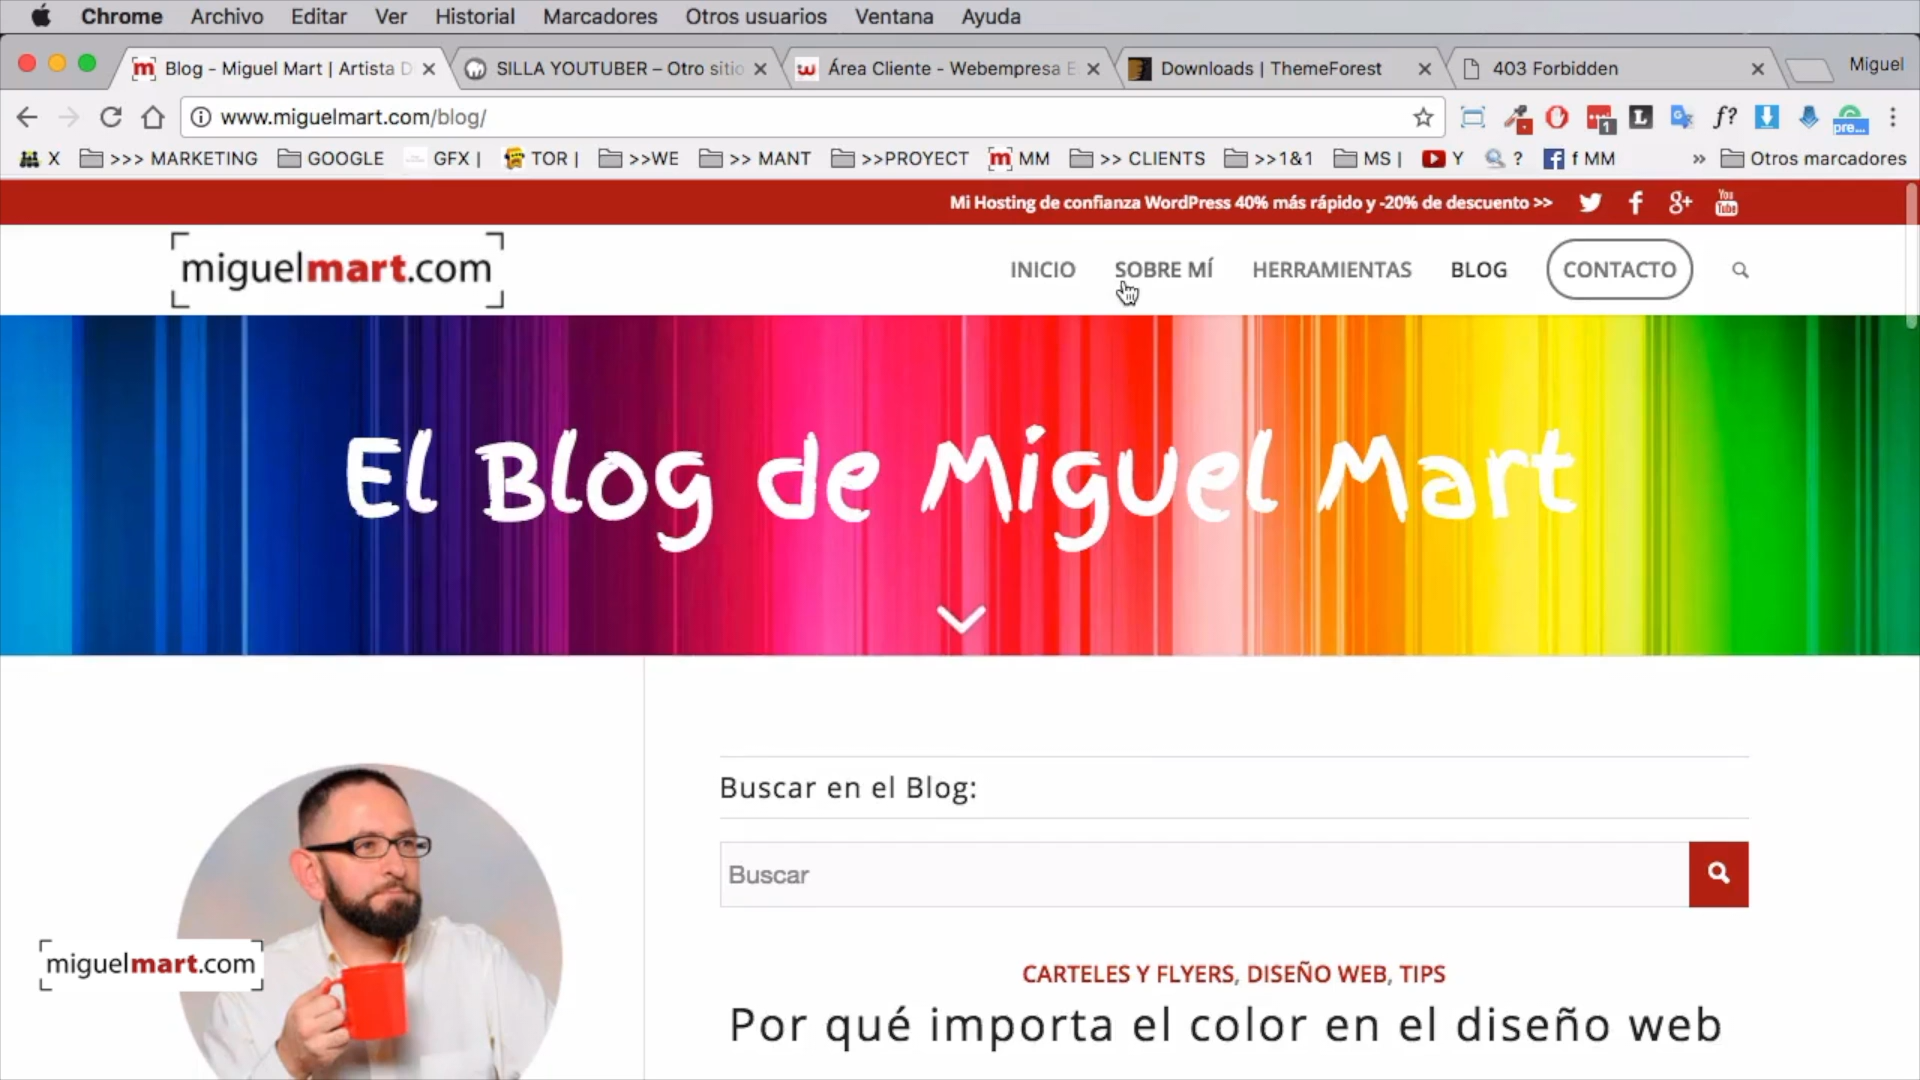 Chrome Archivo Editar Ver Historial Marcadores Otros usuarios Ventana Ayuda
Blog - Miguel Mart | Artista D
SILLA YOUTUBER – Otro sitio
Área Cliente - Webempresa E
Downloads | ThemeForest
403 Forbidden
Miguel
www.miguelmart.com/blog/
f?
1
pre...
X >>> MARKETING GOOGLE GFX | TOR | >>WE >> MANT >>PROYECT MM >> CLIENTS >>1&1 MS | Y ? f MM » Otros marcadores
Mi Hosting de confianza WordPress 40% más rápido y -20% de descuento >>
You Tube
miguelmart.com
INICIO SOBRE MÍ HERRAMIENTAS BLOG CONTACTO
El Blog de Miguel Mart
Buscar en el Blog:
Buscar
miguelmart.com
CARTELES Y FLYERS, DISEÑO WEB, TIPS
Por qué importa el color en el diseño web